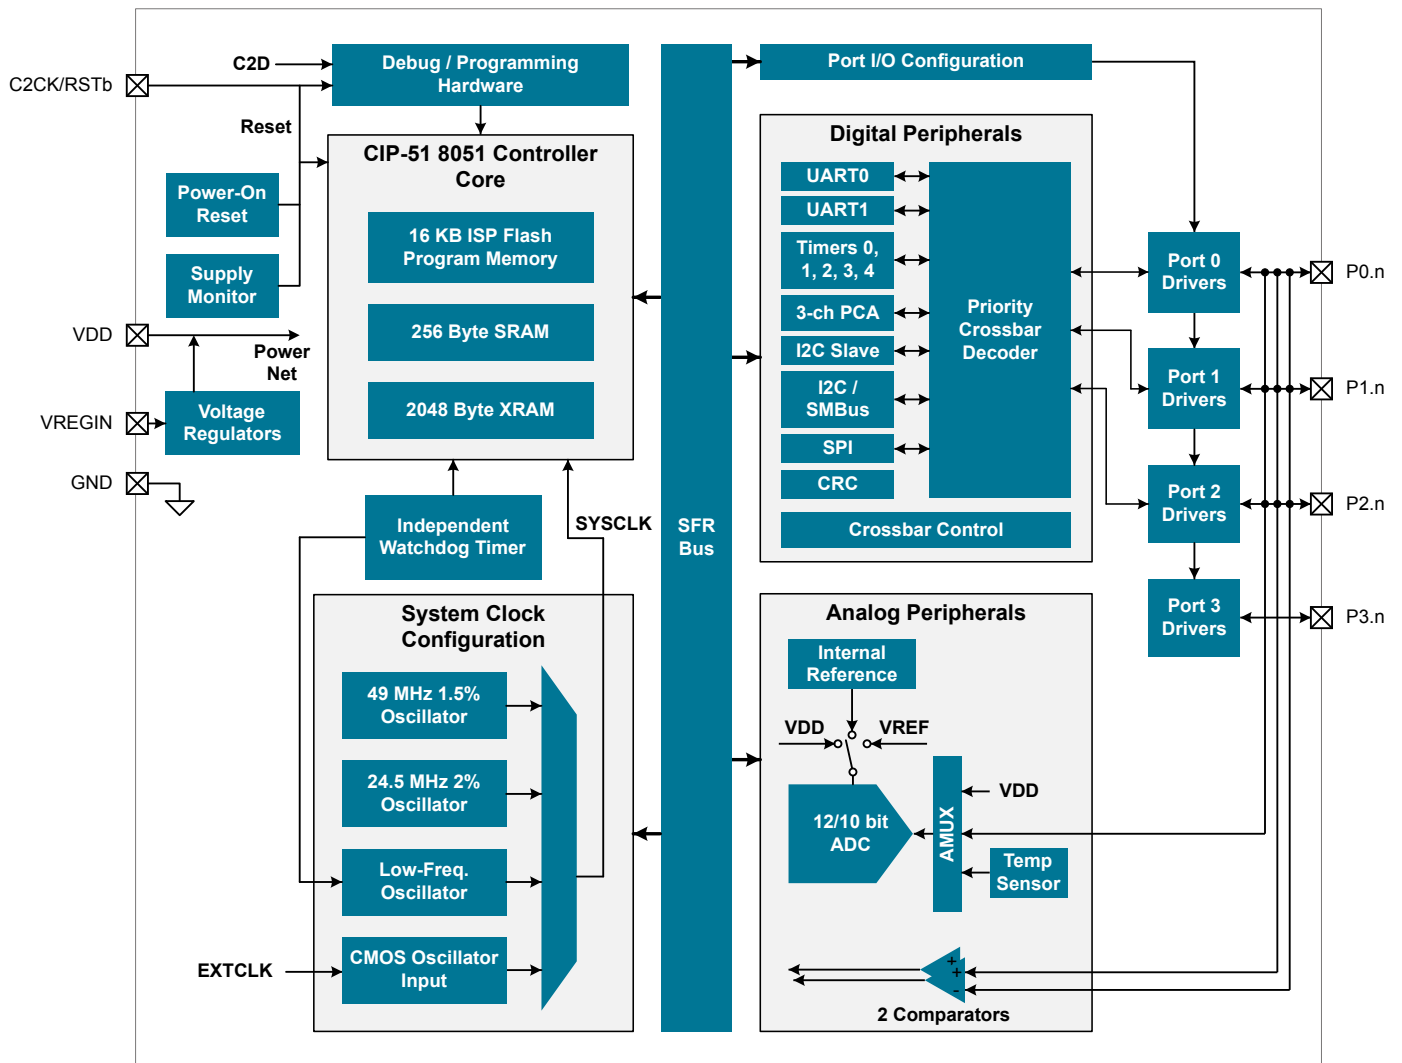 C2CK/RSTb
C2D
Debug / Programming
Hardware
Reset
CIP-51 8051 Controller
Core
16 KB ISP Flash
Program Memory
256 Byte SRAM
2048 Byte XRAM
Power-On
Reset
Supply
Monitor
VDD
Power
Net
VREGIN
Voltage
Regulators
GND
Independent
Watchdog Timer
SYSCLK
System Clock
Configuration
49 MHz 1.5%
Oscillator
24.5 MHz 2%
Oscillator
Low-Freq.
Oscillator
EXTCLK
CMOS Oscillator
Input
SFR
Bus
Port I/O Configuration
Digital Peripherals
UART0
UART1
Timers 0,
1, 2, 3, 4
3-ch PCA
I2C Slave
I2C /
SMBus
SPI
CRC
Priority
Crossbar
Decoder
Crossbar Control
Port 0
Drivers
P0.n
Port 1
Drivers
P1.n
Port 2
Drivers
P2.n
Port 3
Drivers
P3.n
Analog Peripherals
Internal
Reference
VDD
VREF
12/10 bit
ADC
AMUX
VDD
Temp
Sensor
+
+
-
2 Comparators